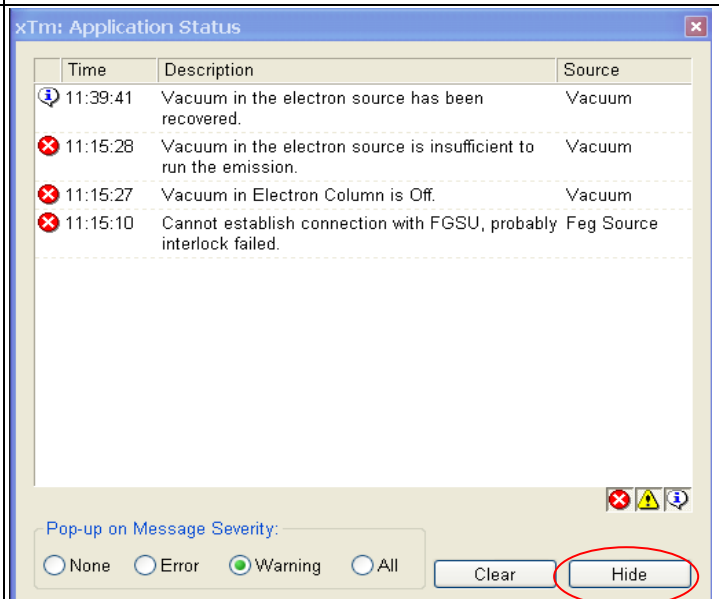 xTm: Application Status
Time Description Source
11:39:41 Vacuum in the electron source has been Vacuum
recovered.
11:15:28 Vacuum in the electron source is insufficient to Vacuum
run the emission.
11:15:27 Vacuum in Electron Column is Off. Vacuum
11:15:10 Cannot establish connection with FGSU, probably Feg Source
interlock failed.
Pop-up on Message Severity:
None Error Warning All
Clear Hide